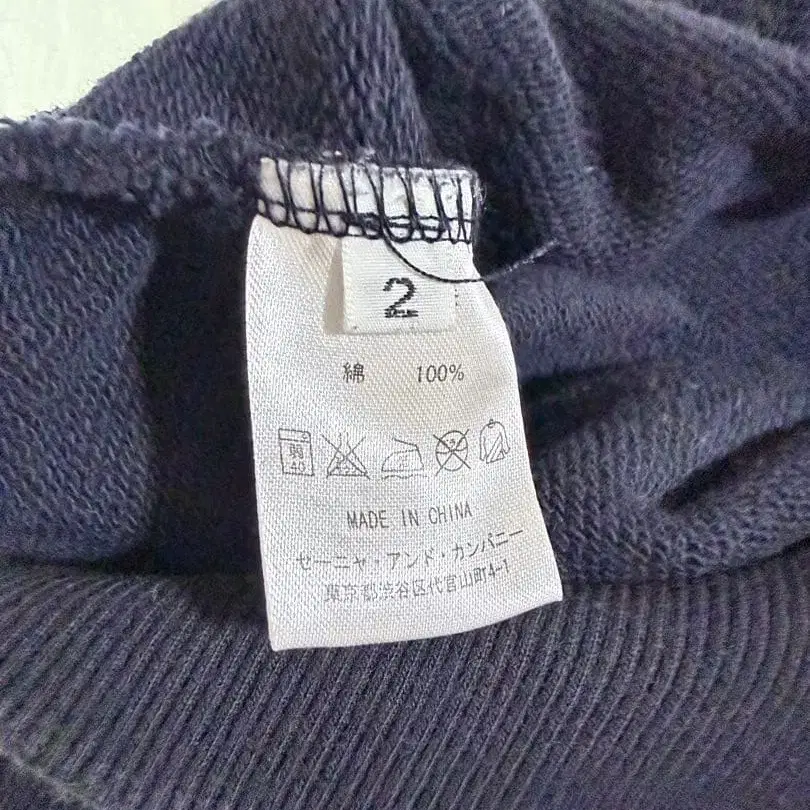 2
綿 100%
弱
40
MADE IN CHINA
セーニャ・アンド・カンパニー
東京都渋谷区代官山町4-1